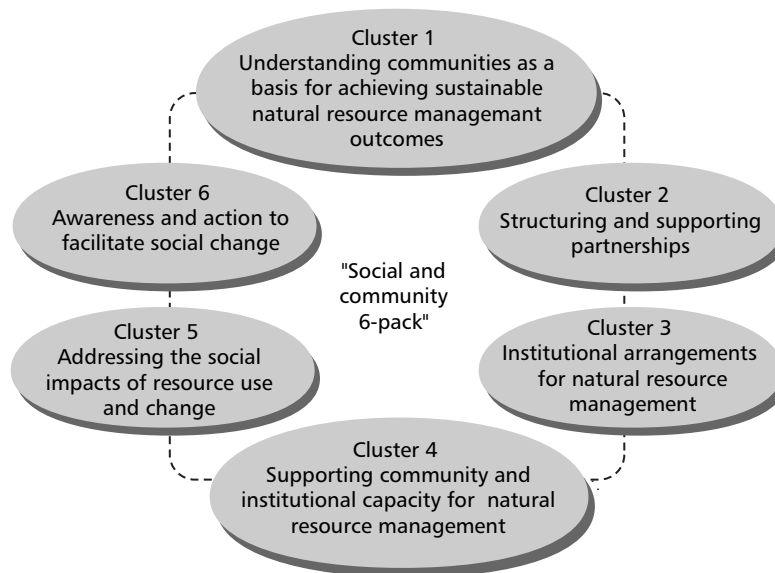 Cluster 1
Understanding communities as a
basis for achieving sustainable
natural resource managemant
outcomes
Cluster 2
Structuring and supporting
partnerships
Cluster 3
Institutional arrangements
for natural resource
management
Cluster 4
Supporting community and
institutional capacity for natural
resource management
Cluster 5
Addressing the social
impacts of resource use
and change
Cluster 6
Awareness and action to
facilitate social change
"Social and
community
6-pack"